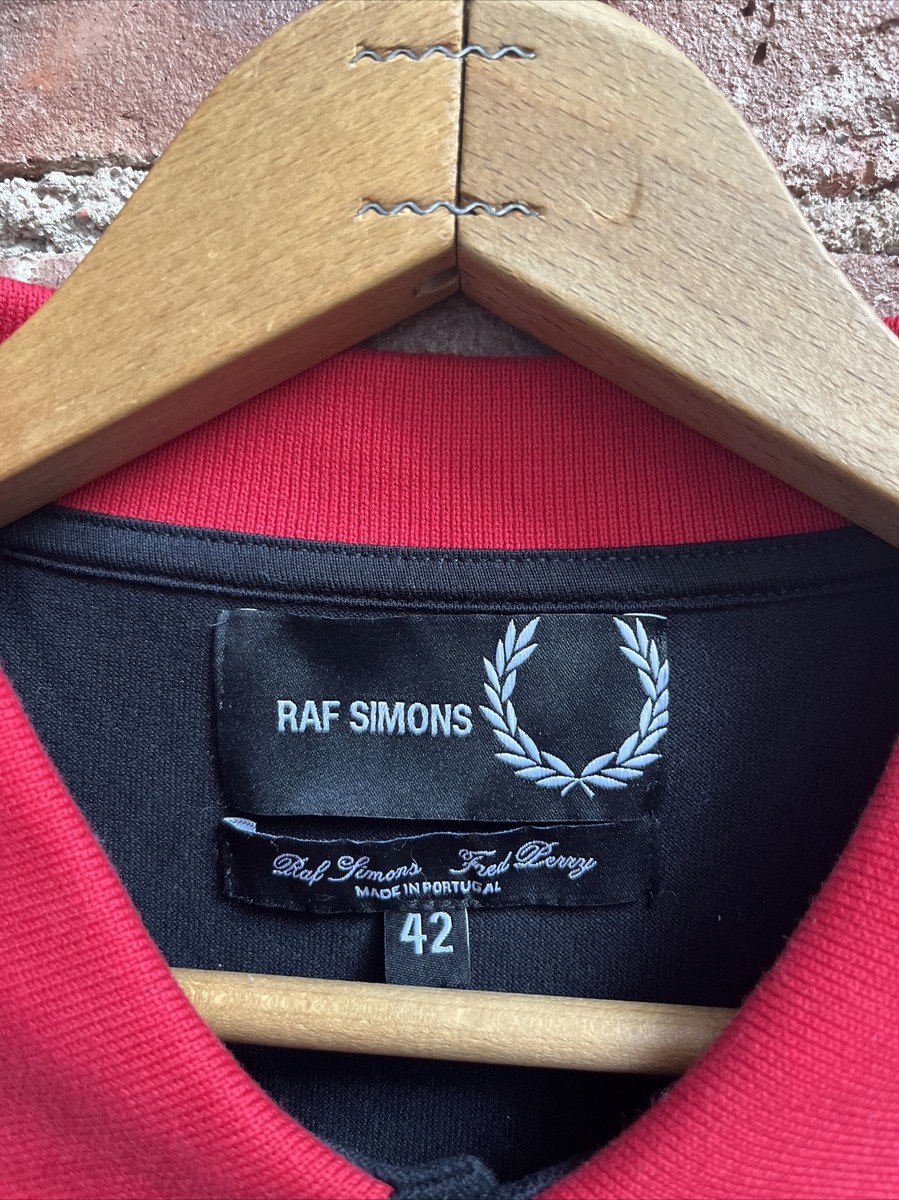 RAF SIMONS
Raf Simons Fred Perry
MADE IN PORTUGAL
42